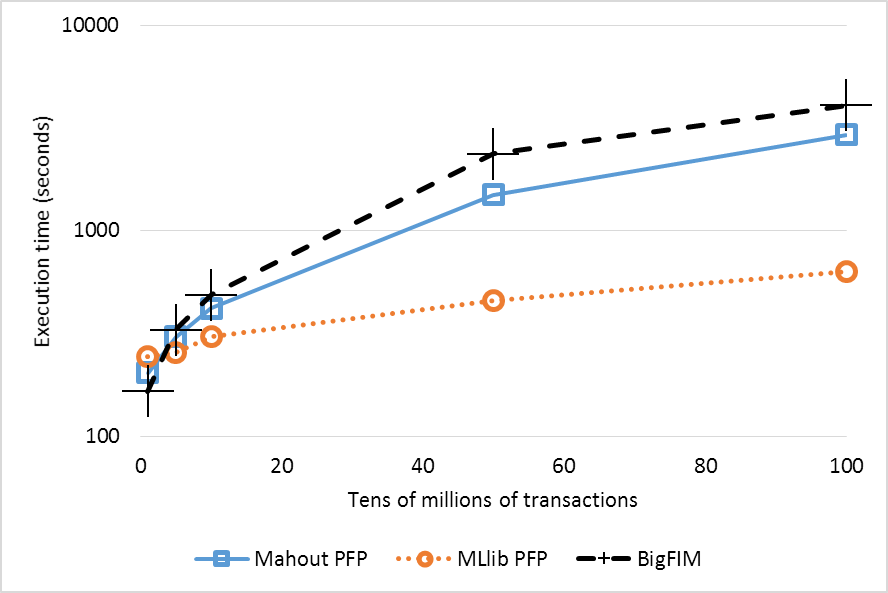 10000
1000
100
Execution time (seconds)
0 20 40 60 80 100
Tens of millions of transactions
Mahout PFP MLlib PFP BigFIM